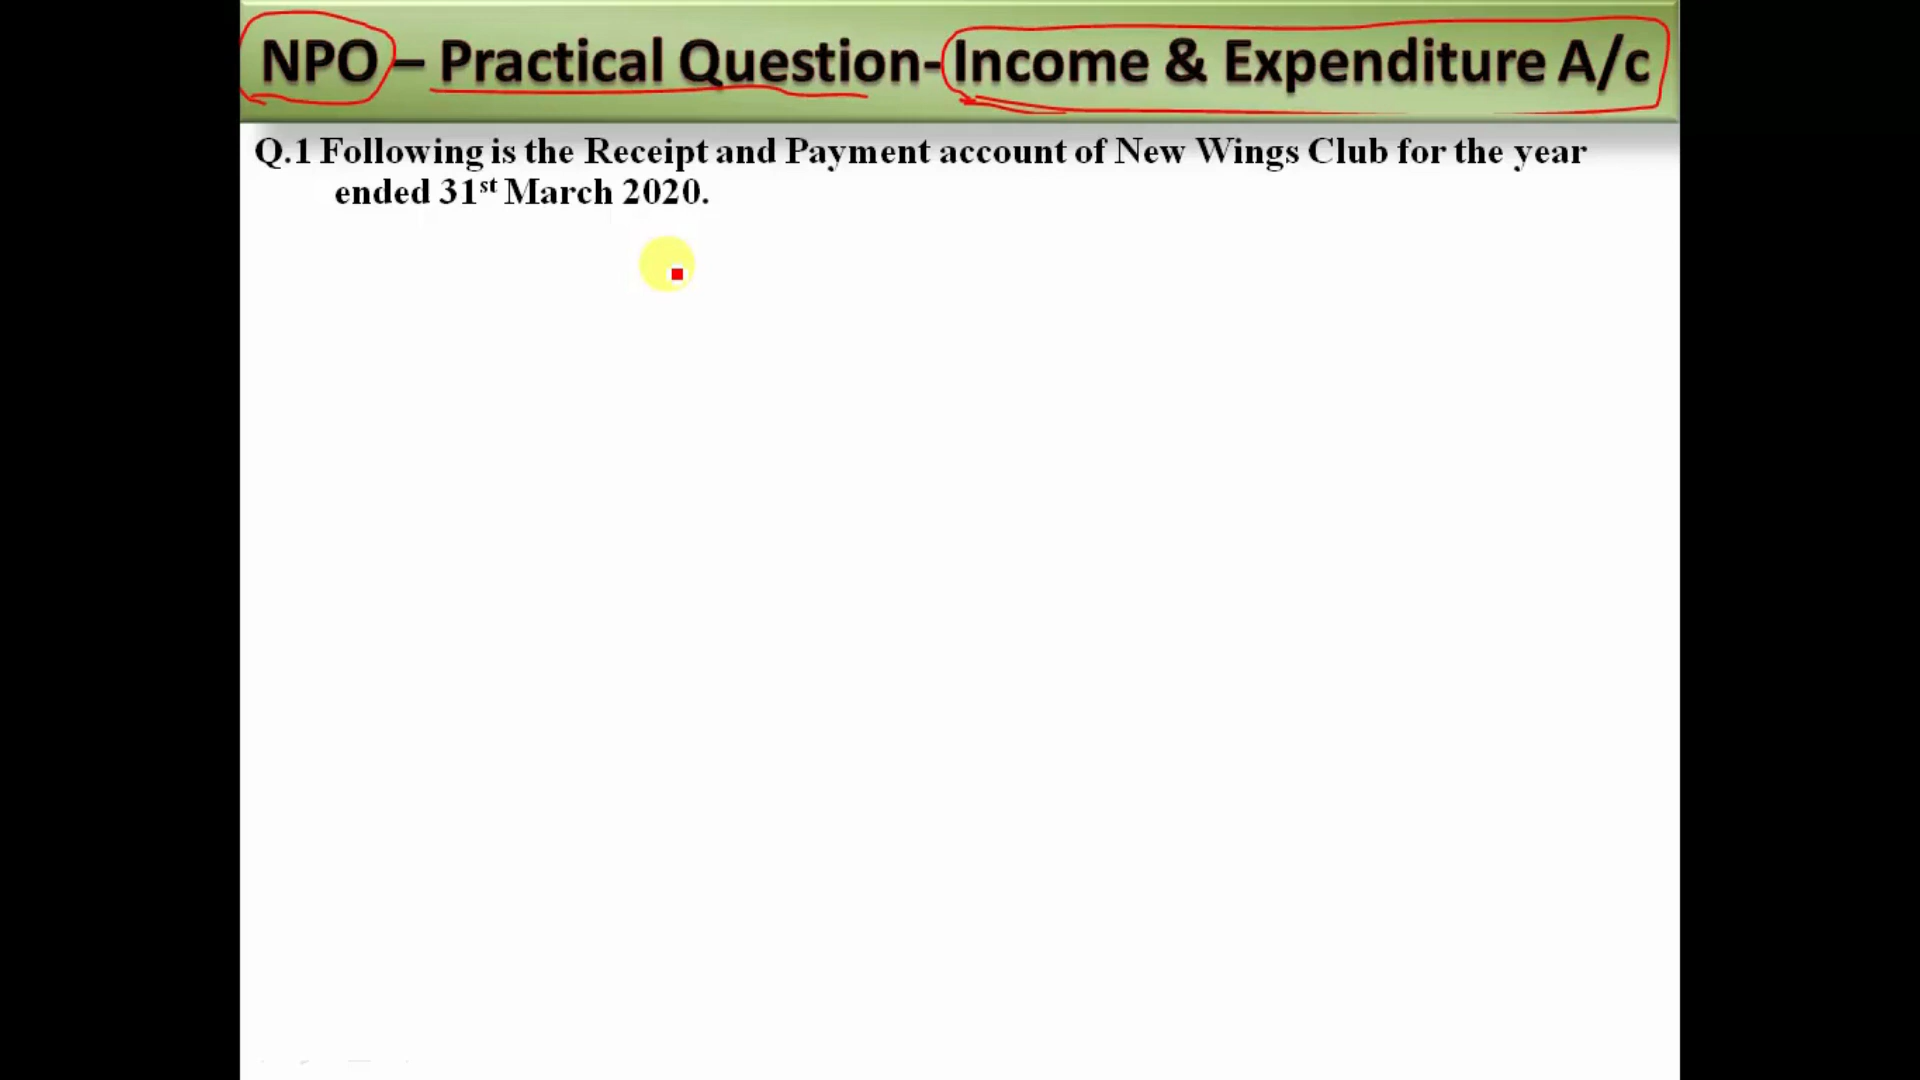 NPO – Practical Question- Income & Expenditure A/c
Q.1 Following is the Receipt and Payment account of New Wings Club for the year
ended 31st March 2020.